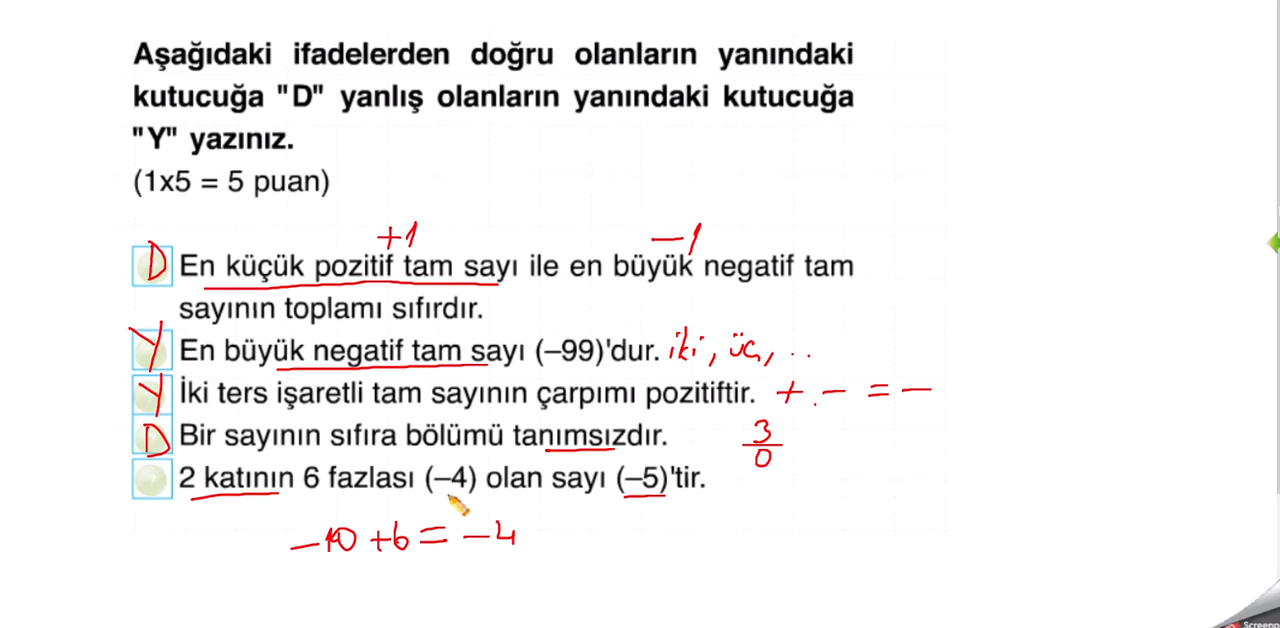 Aşağıdaki ifadelerden doğru olanların yanındaki
kutucuğa "D" yanlış olanların yanındaki kutucuğa
"Y" yazınız.
(1x5 = 5 puan)
+1 -1
D En küçük pozitif tam sayı ile en büyük negatif tam
sayının toplamı sıfırdır.
Y En büyük negatif tam sayı (–99)'dur. iki, üç, ..
Y İki ters işaretli tam sayının çarpımı pozitiftir. + . - = -
D Bir sayının sıfıra bölümü tanımsızdır. 3/0
2 katının 6 fazlası (–4) olan sayı (–5)'tir.
-10 +6 = -4